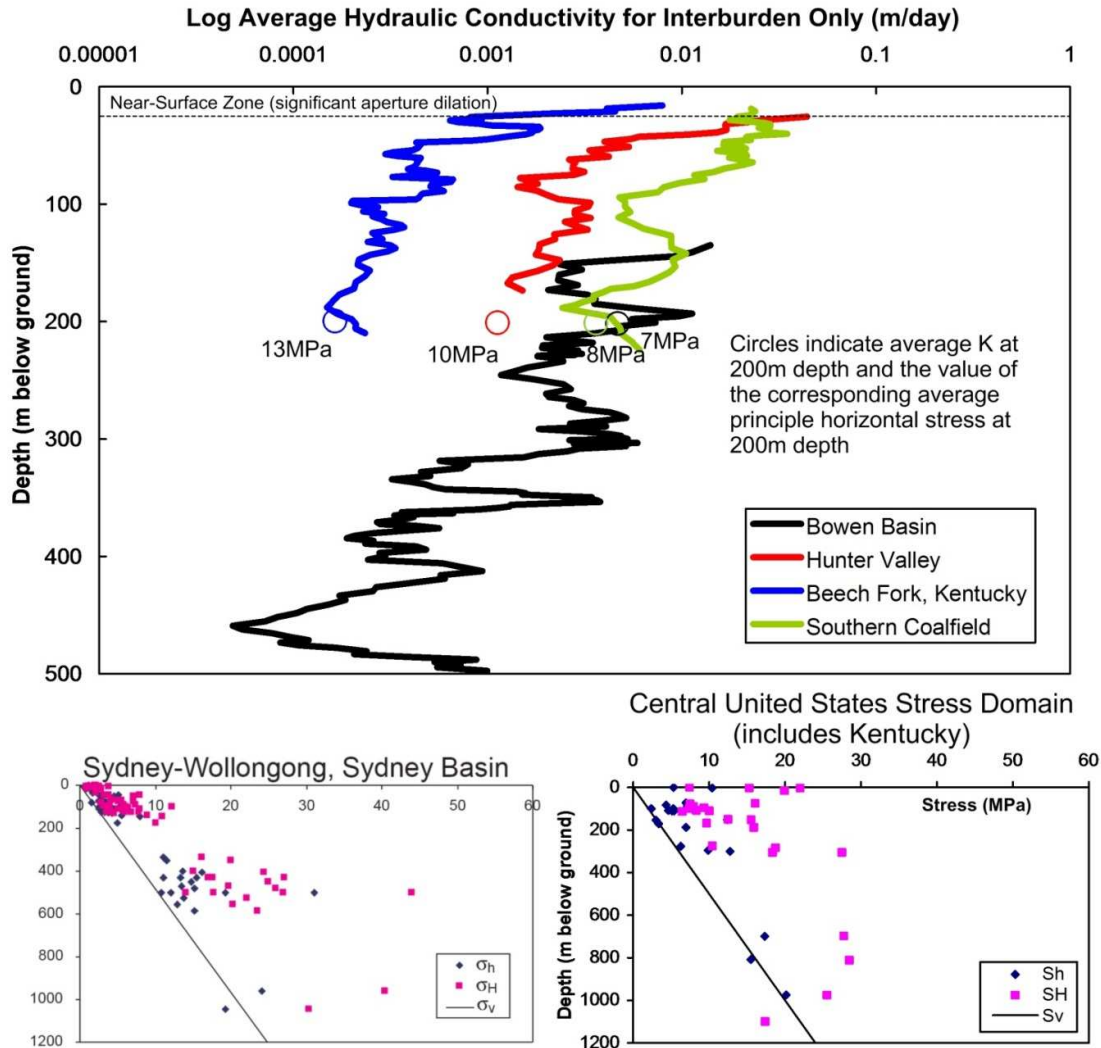 Log Average Hydraulic Conductivity for Interburden Only (m/day)
0.00001 0.0001 0.001 0.01 0.1 1
0
Near-Surface Zone (significant aperture dilation)
100
200
300
400
500
Depth (m below ground)
13MPa
10MPa
8MPa
7MPa
Circles indicate average K at
200m depth and the value of
the corresponding average
principle horizontal stress at
200m depth
Bowen Basin
Hunter Valley
Beech Fork, Kentucky
Southern Coalfield
Sydney-Wollongong, Sydney Basin
0 10 20 30 40 50 60
0
200
400
600
800
1000
1200
σh
σH
σv
Central United States Stress Domain
(includes Kentucky)
0 10 20 30 40 50 60
Stress (MPa)
0
200
400
600
800
1000
1200
Depth (m below ground)
Sh
SH
Sv